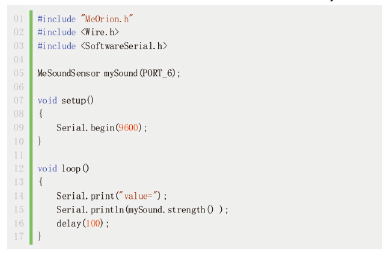 01 #include "MeOrion.h"
02 #include <Wire.h>
03 #include <SoftwareSerial.h>
04
05 MeSoundSensor mySound(PORT_6);
06
07 void setup()
08 {
09 Serial.begin(9600);
10 }
11
12 void loop()
13 {
14 Serial.print("value=");
15 Serial.println(mySound.strength() );
16 delay(100);
17 }